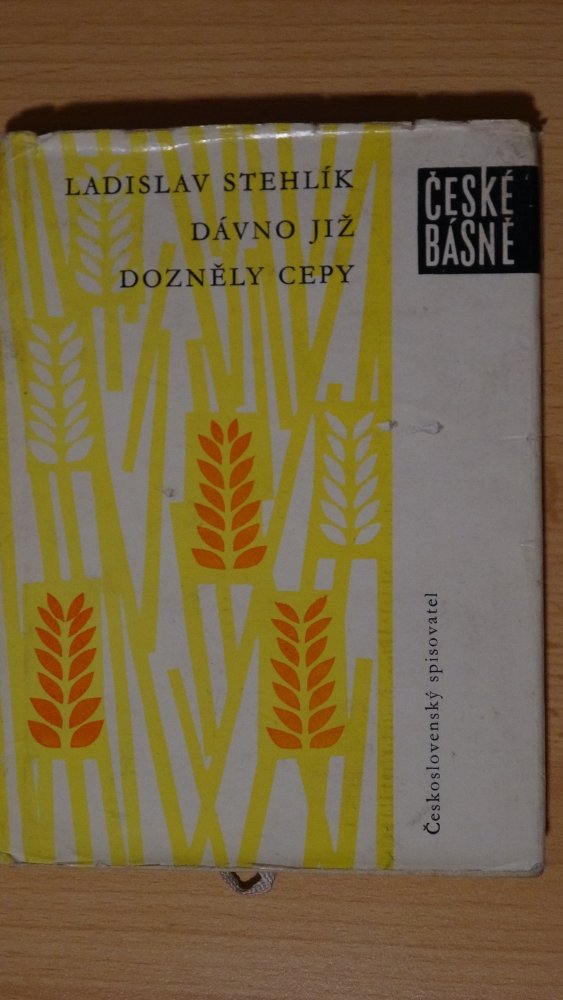 LADISLAV STEHLÍK
DÁVNO JIŽ
DOZNĚLY CEPY
ČESKÉ
BÁSNĚ
Československý spisovatel